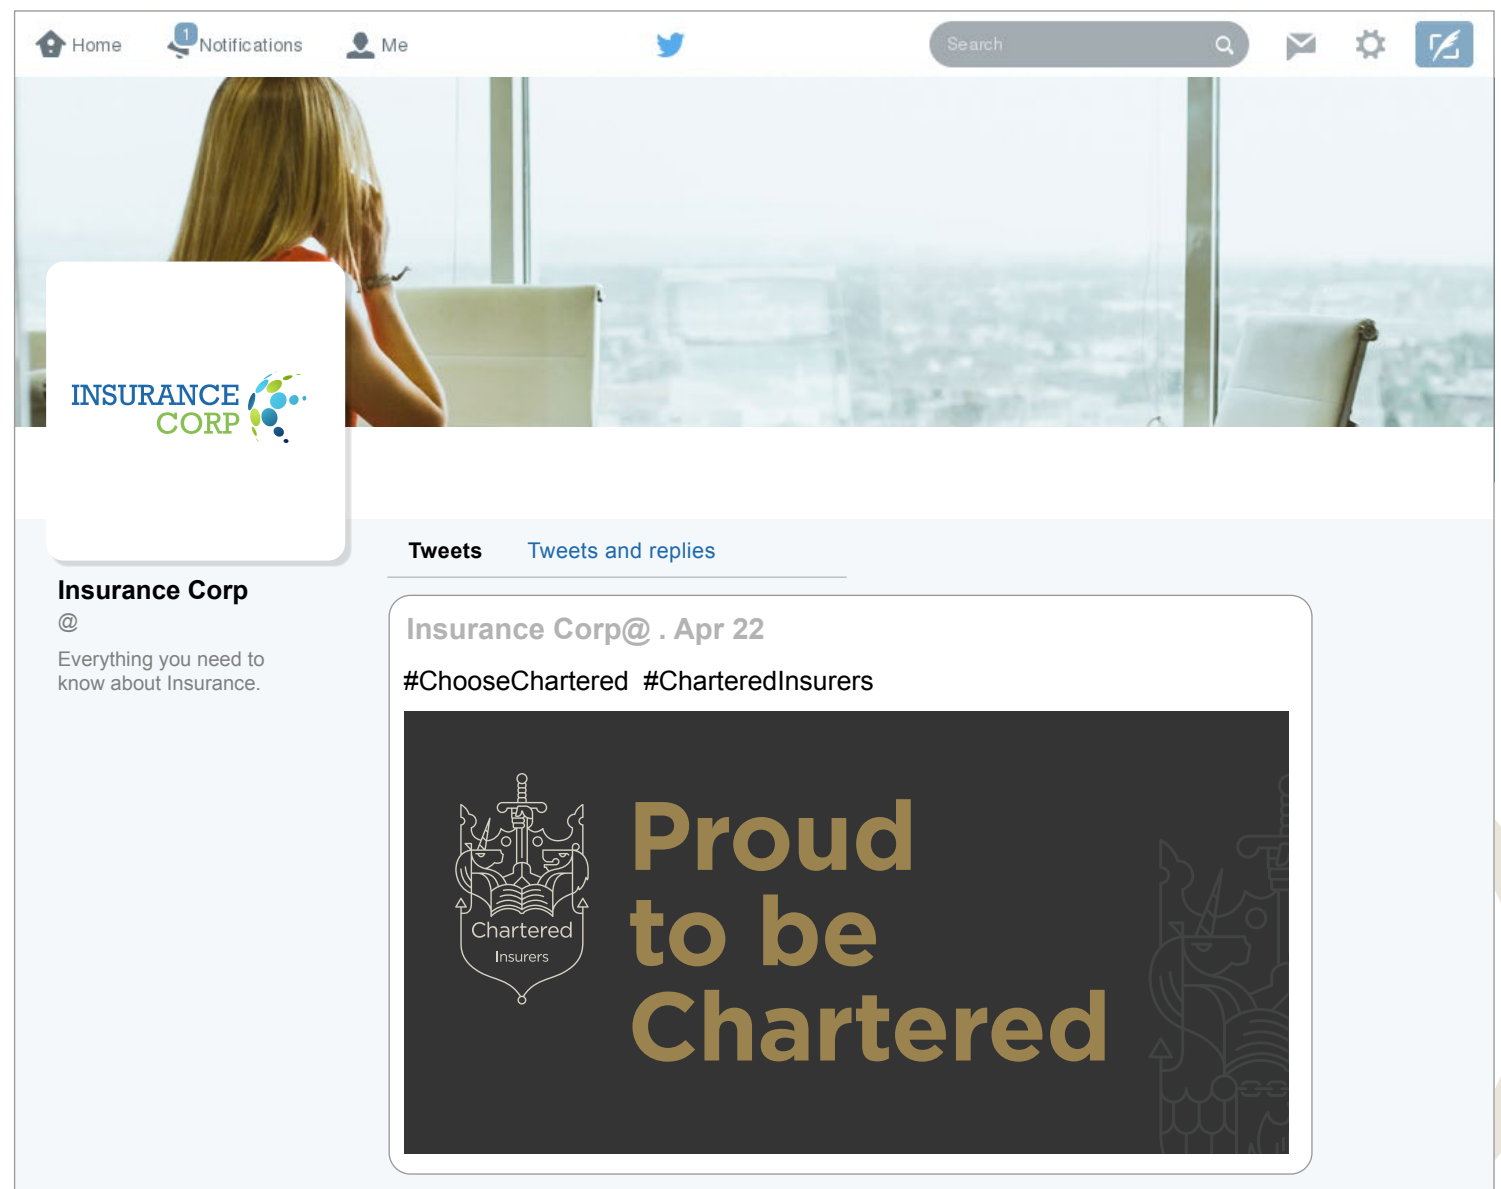 Home
1
Notifications
Me
Search
INSURANCE
CORP
Insurance Corp
@
Everything you need to
know about Insurance.
Tweets
Tweets and replies
Insurance Corp@ . Apr 22
#ChooseChartered #CharteredInsurers
Chartered
Insurers
Proud
to be
Chartered